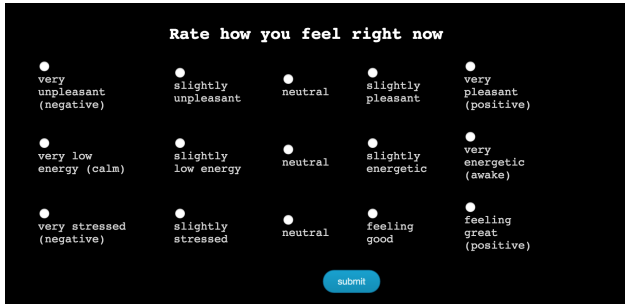 Rate how you feel right now
very
unpleasant
(negative)
slightly
unpleasant
neutral
slightly
pleasant
very
pleasant
(positive)
very low
energy (calm)
slightly
low energy
neutral
slightly
energetic
very
energetic
(awake)
very stressed
(negative)
slightly
stressed
neutral
feeling
good
feeling
great
(positive)
submit